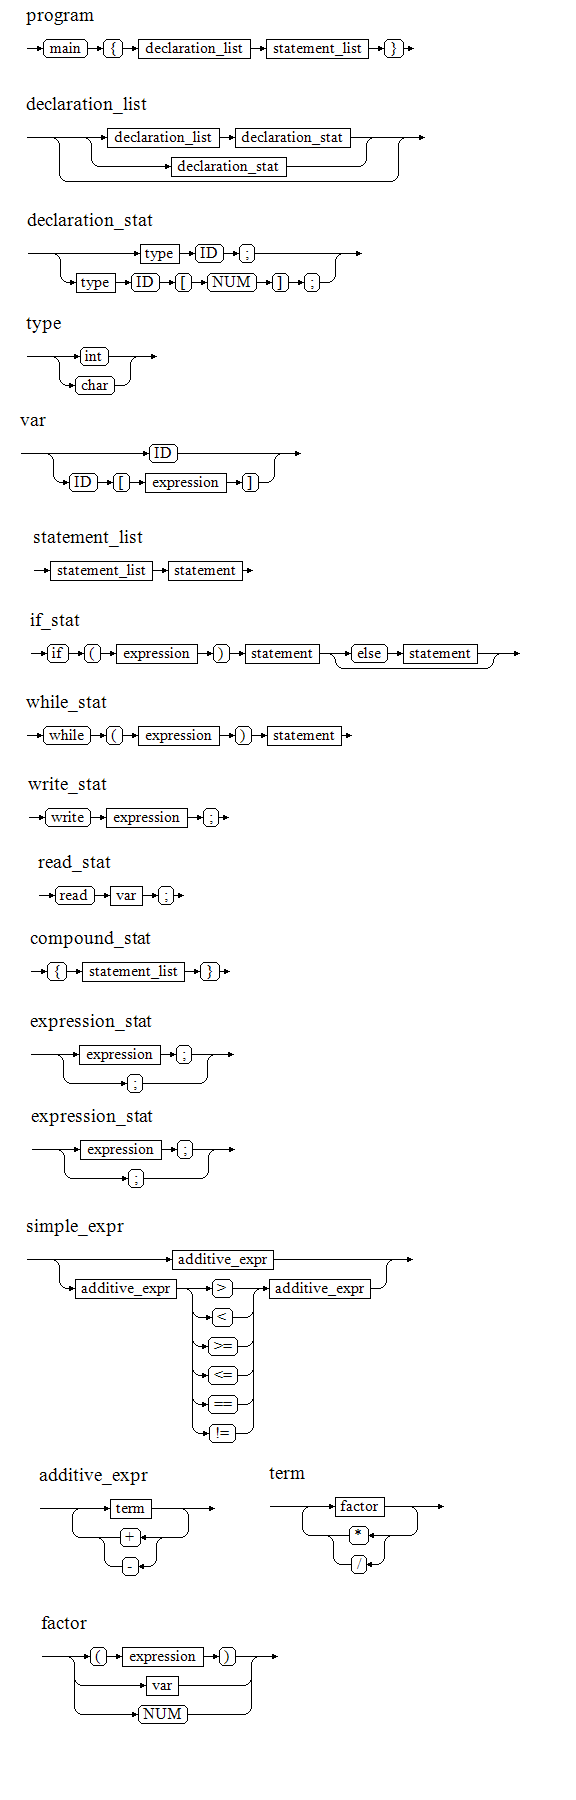 program
main { declaration_list statement_list }
declaration_list
declaration_list declaration_stat
declaration_stat
declaration_stat
type ID ;
type ID [ NUM ] ;
type
int
char
var
ID
ID [ expression ]
statement_list
statement_list statement
if_stat
if ( expression ) statement else statement
while_stat
while ( expression ) statement
write_stat
write expression ;
read_stat
read var ;
compound_stat
{ statement_list }
expression_stat
expression ;
;
expression_stat
expression ;
;
simple_expr
additive_expr
additive_expr > additive_expr
<
>=
<=
==
!=
additive_expr
term
+
-
term
factor
*
/
factor
( expression )
var
NUM